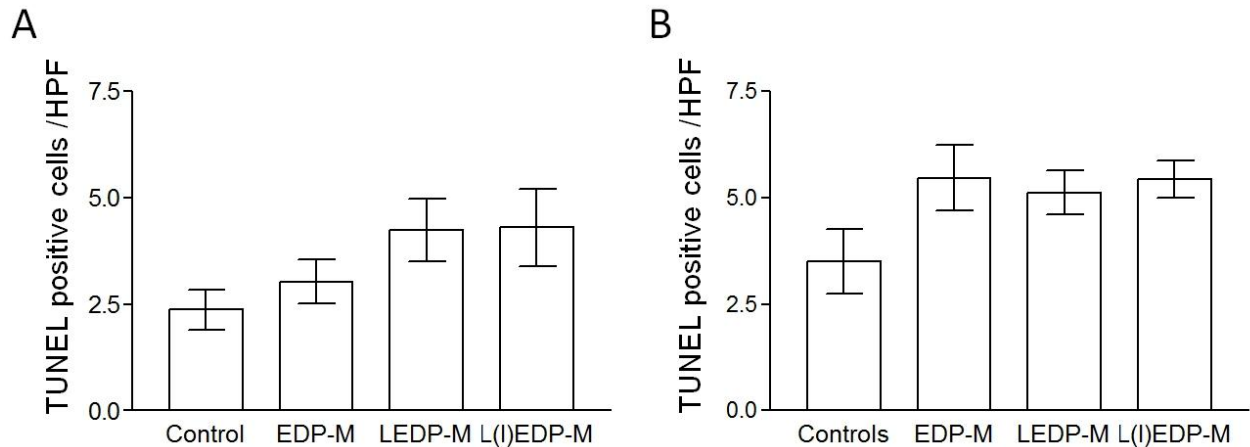 A
TUNEL positive cells /HPF
7.5
5.0
2.5
0.0
Control EDP-M LEDP-M L(I)EDP-M
B
TUNEL positive cells /HPF
7.5
5.0
2.5
0.0
Controls EDP-M LEDP-M L(I)EDP-M